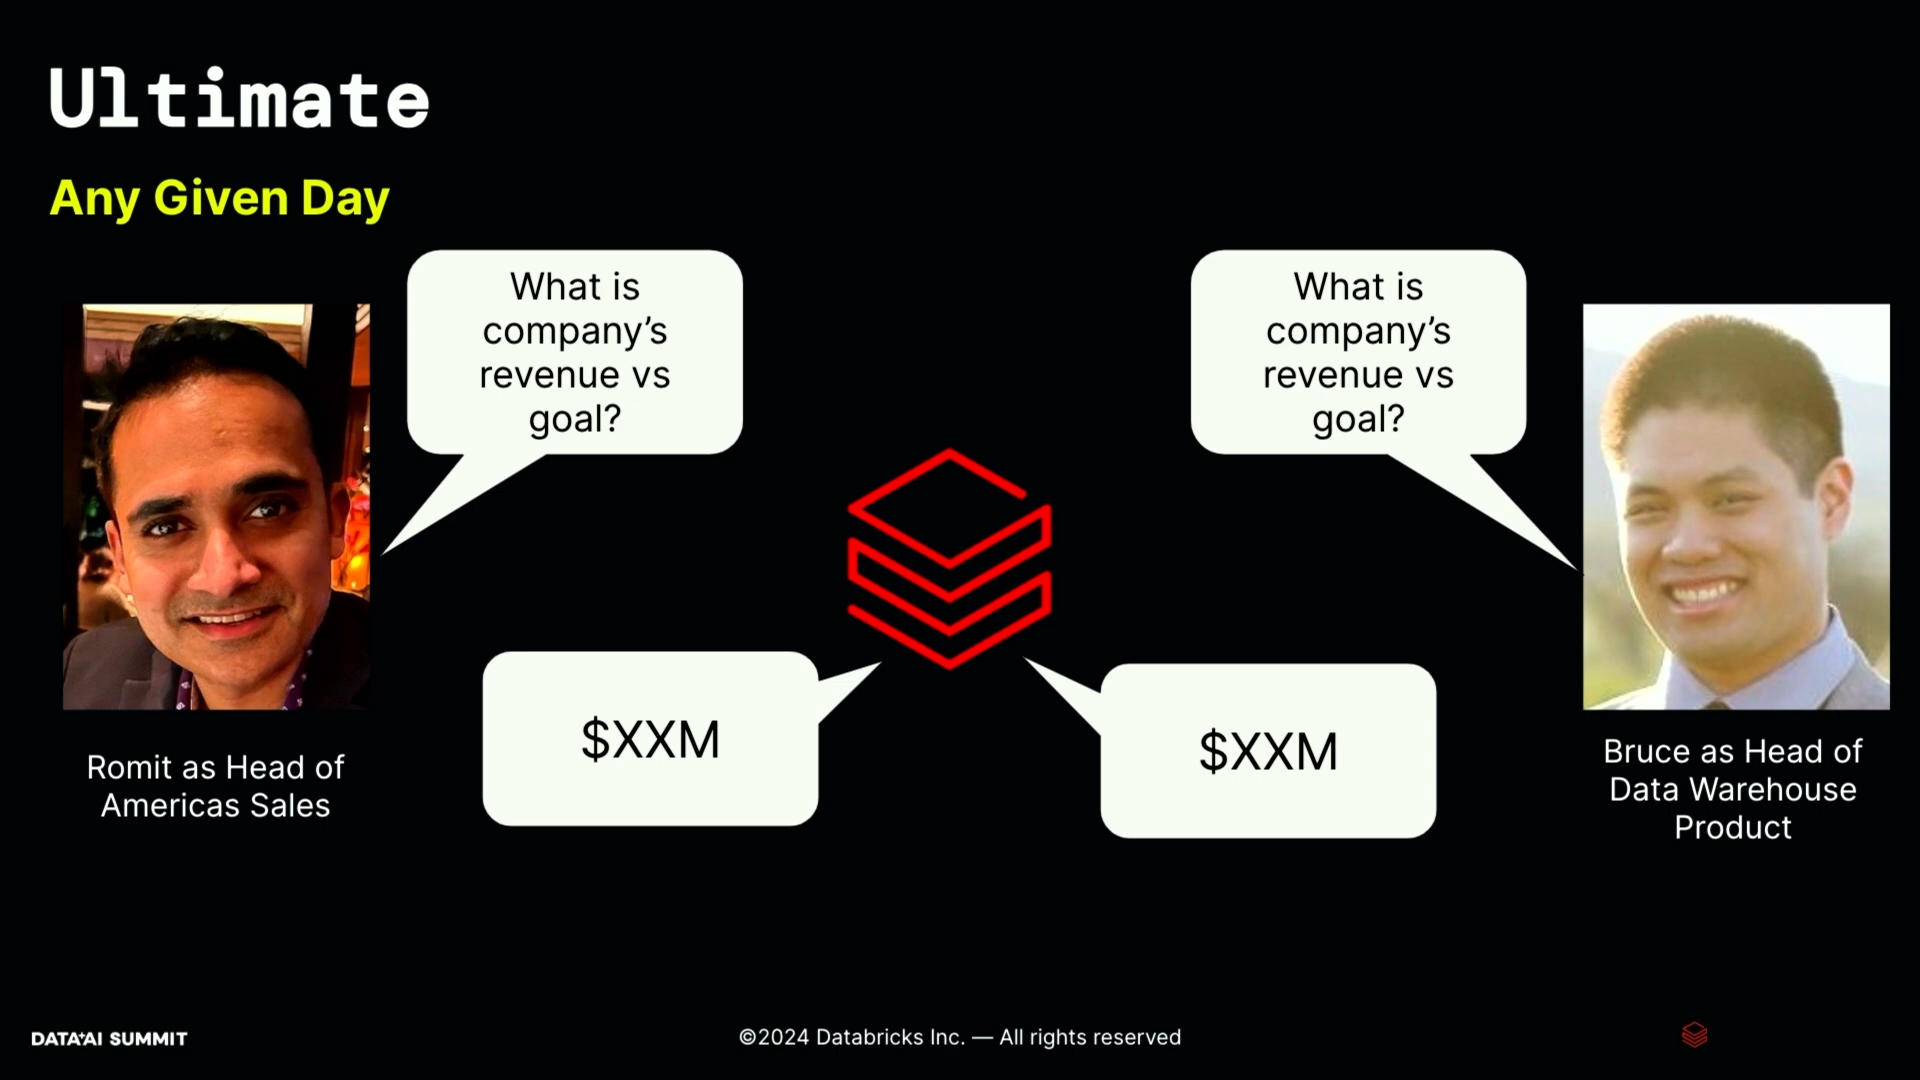 Ultimate
Any Given Day
What is
company’s
revenue vs
goal?
What is
company’s
revenue vs
goal?
$XXM
$XXM
Romit as Head of
Americas Sales
Bruce as Head of
Data Warehouse
Product
DATA+AI SUMMIT
©2024 Databricks Inc. — All rights reserved